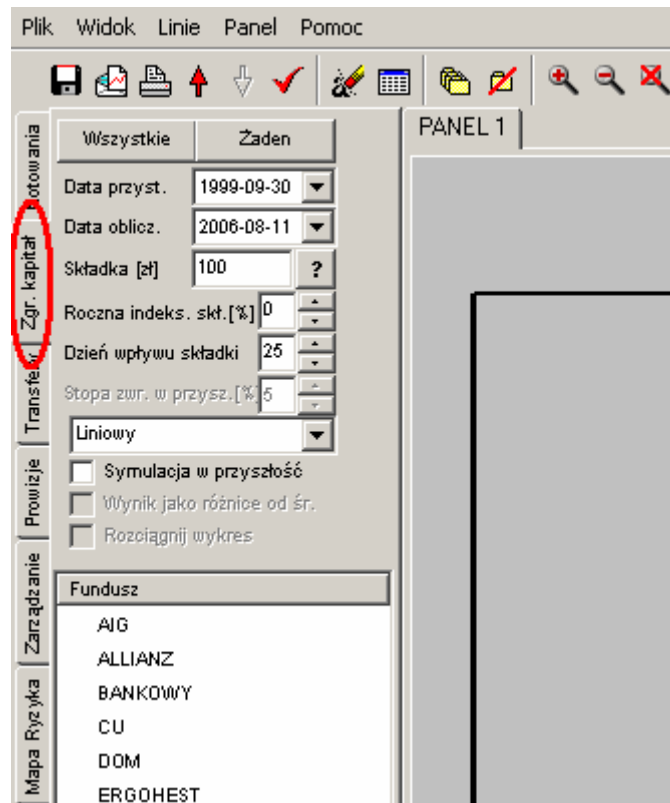 Plik Widok Linie Panel Pomoc
PANEL 1
Notowania
Zgr. kapitał
Transfery
Prowizje
Zarządzanie
Mapa Ryzyka
Wszystkie Żaden
Data przyst. 1999-09-30
Data oblicz. 2006-08-11
Składka [zł] 100 ?
Roczna indeks. skł.[%] 0
Dzień wpływu składki 25
Stopa zwr. w przysz.[%] 5
Liniowy
Symulacja w przyszłość
Wynik jako różnice od śr.
Rozciągnij wykres
Fundusz
AIG
ALLIANZ
BANKOWY
CU
DOM
ERGOHEST